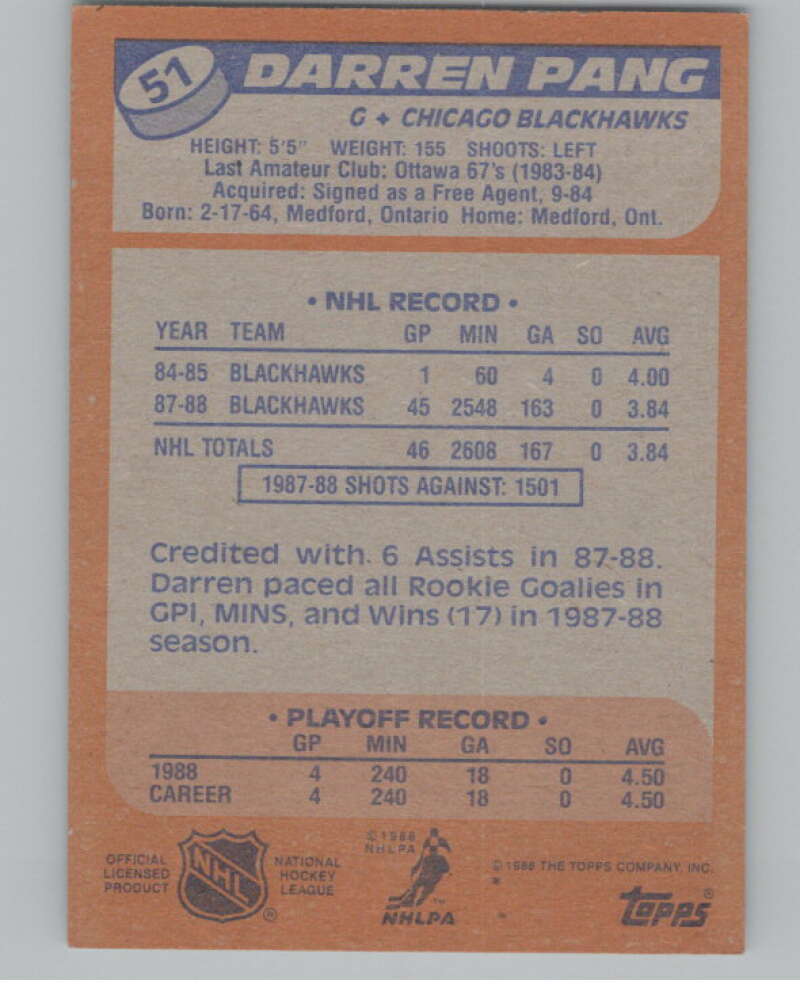 51
DARREN PANG
G ✦ CHICAGO BLACKHAWKS
HEIGHT: 5'5" WEIGHT: 155 SHOOTS: LEFT
Last Amateur Club: Ottawa 67's (1983-84)
Acquired: Signed as a Free Agent, 9-84
Born: 2-17-64, Medford, Ontario Home: Medford, Ont.
• NHL RECORD •
YEAR TEAM GP MIN GA SO AVG
84-85 BLACKHAWKS 1 60 4 0 4.00
87-88 BLACKHAWKS 45 2548 163 0 3.84
NHL TOTALS 46 2608 167 0 3.84
1987-88 SHOTS AGAINST: 1501
Credited with 6 Assists in 87-88.
Darren paced all Rookie Goalies in
GPI, MINS, and Wins (17) in 1987-88
season.
• PLAYOFF RECORD •
GP MIN GA SO AVG
1988 4 240 18 0 4.50
CAREER 4 240 18 0 4.50
OFFICIAL
LICENSED
PRODUCT
NHL
®
NATIONAL
HOCKEY
LEAGUE
© 1988
NHLPA
™
NHLPA
© 1988 THE TOPPS COMPANY, INC.
topps®